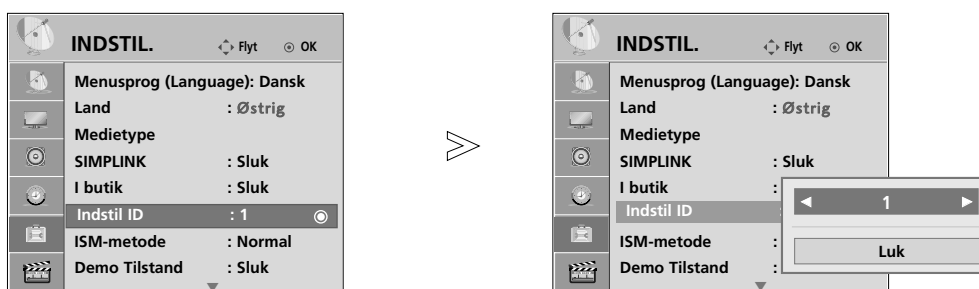 INDSTIL. Flyt OK
Menusprog (Language): Dansk
Land : Østrig
Medietype
SIMPLINK : Sluk
I butik : Sluk
Indstil ID : 1
ISM-metode : Normal
Demo Tilstand : Sluk
INDSTIL. Flyt OK
Menusprog (Language): Dansk
Land : Østrig
Medietype
SIMPLINK : Sluk
I butik :
Indstil ID
ISM-metode :
Demo Tilstand :
◀ 1 ▶
Luk